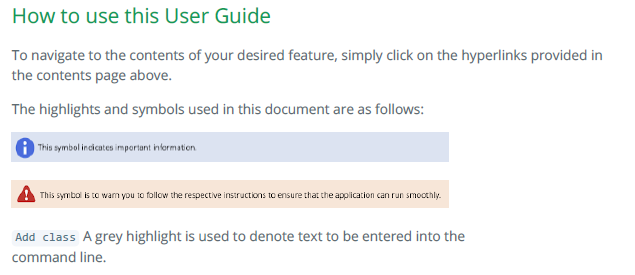 How to use this User Guide
To navigate to the contents of your desired feature, simply click on the hyperlinks provided in
the contents page above.
The highlights and symbols used in this document are as follows:
This symbol indicates important information.
This symbol is to warn you to follow the respective instructions to ensure that the application can run smoothly.
Add class A grey highlight is used to denote text to be entered into the
command line.